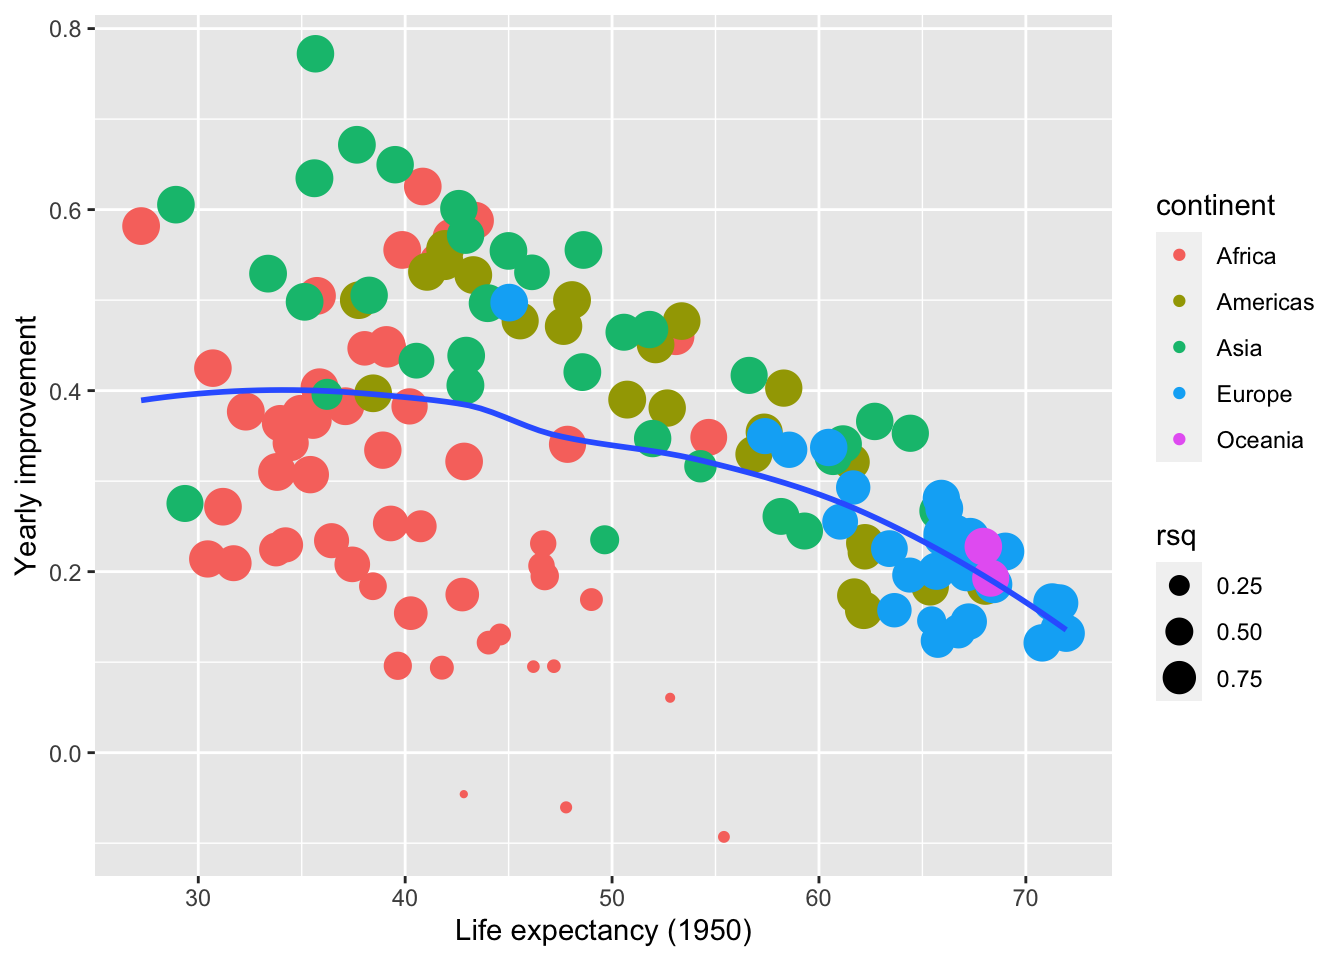 0.8
0.6
0.4
0.2
0.0
Yearly improvement
30 40 50 60 70
Life expectancy (1950)
continent
Africa
Americas
Asia
Europe
Oceania
rsq
0.25
0.50
0.75